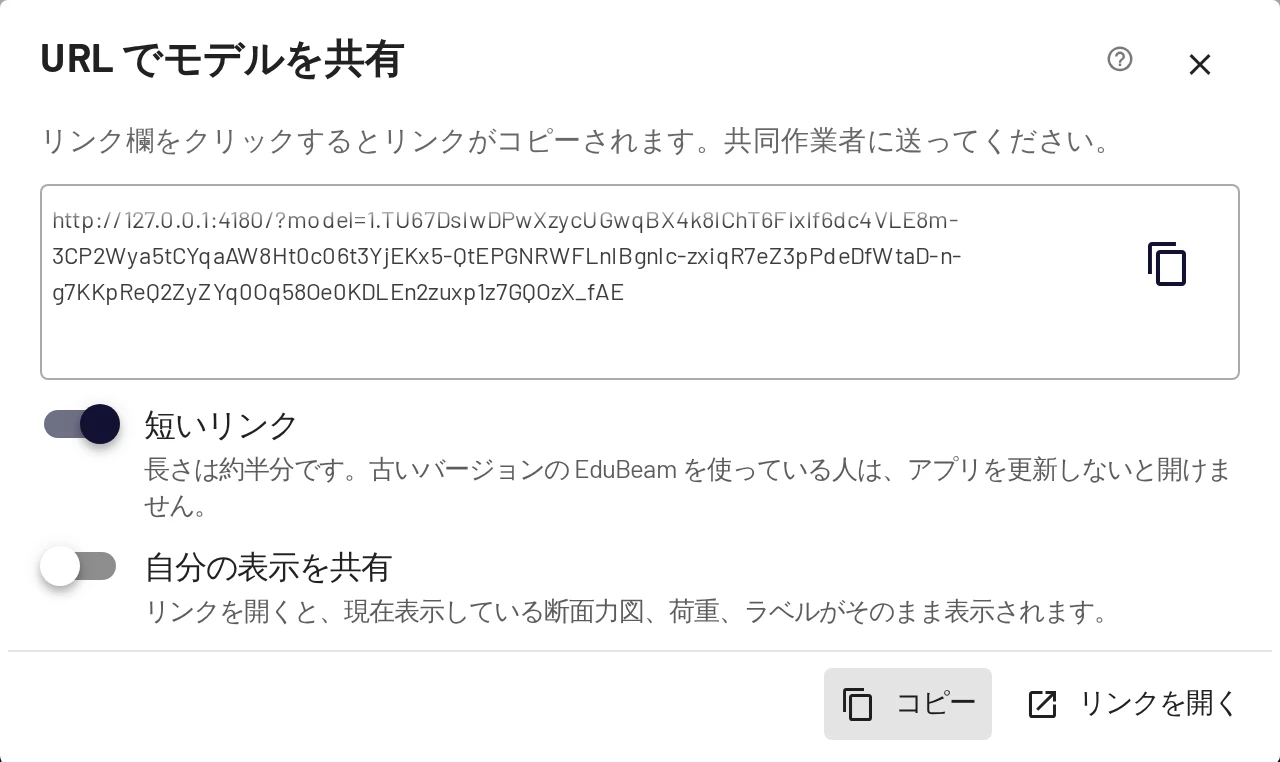 URL でモデルを共有
リンク欄をクリックするとリンクがコピーされます。共同作業者に送ってください。
http://127.0.0.1:4180/?model=1.TU67DsIwDPwXzycUGwqBX4k8IChT6FIxIf6dc4VLE8m-
3CP2Wya5tCYqaAW8Ht0c06t3YjEKx5-QtEPGNRWFLnIBgnIc-zxiqR7eZ3pPdeDfWtaD-n-
g7KKpReQ2ZyZYq0Oq58Oe0KDLEn2zuxp1z7GQOzX_fAE
短いリンク
長さは約半分です。古いバージョンの EduBeam を使っている人は、アプリを更新しないと開けま
せん。
自分の表示を共有
リンクを開くと、現在表示している断面力図、荷重、ラベルがそのまま表示されます。
コピー
リンクを開く